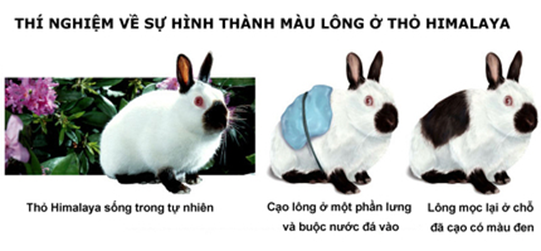 THÍ NGHIỆM VỀ SỰ HÌNH THÀNH MÀU LÔNG Ở THỎ HIMALAYA
Thỏ Himalaya sống trong tự nhiên
Cạo lông ở một phần lưng
và buộc nước đá vào
Lông mọc lại ở chỗ
đã cạo có màu đen